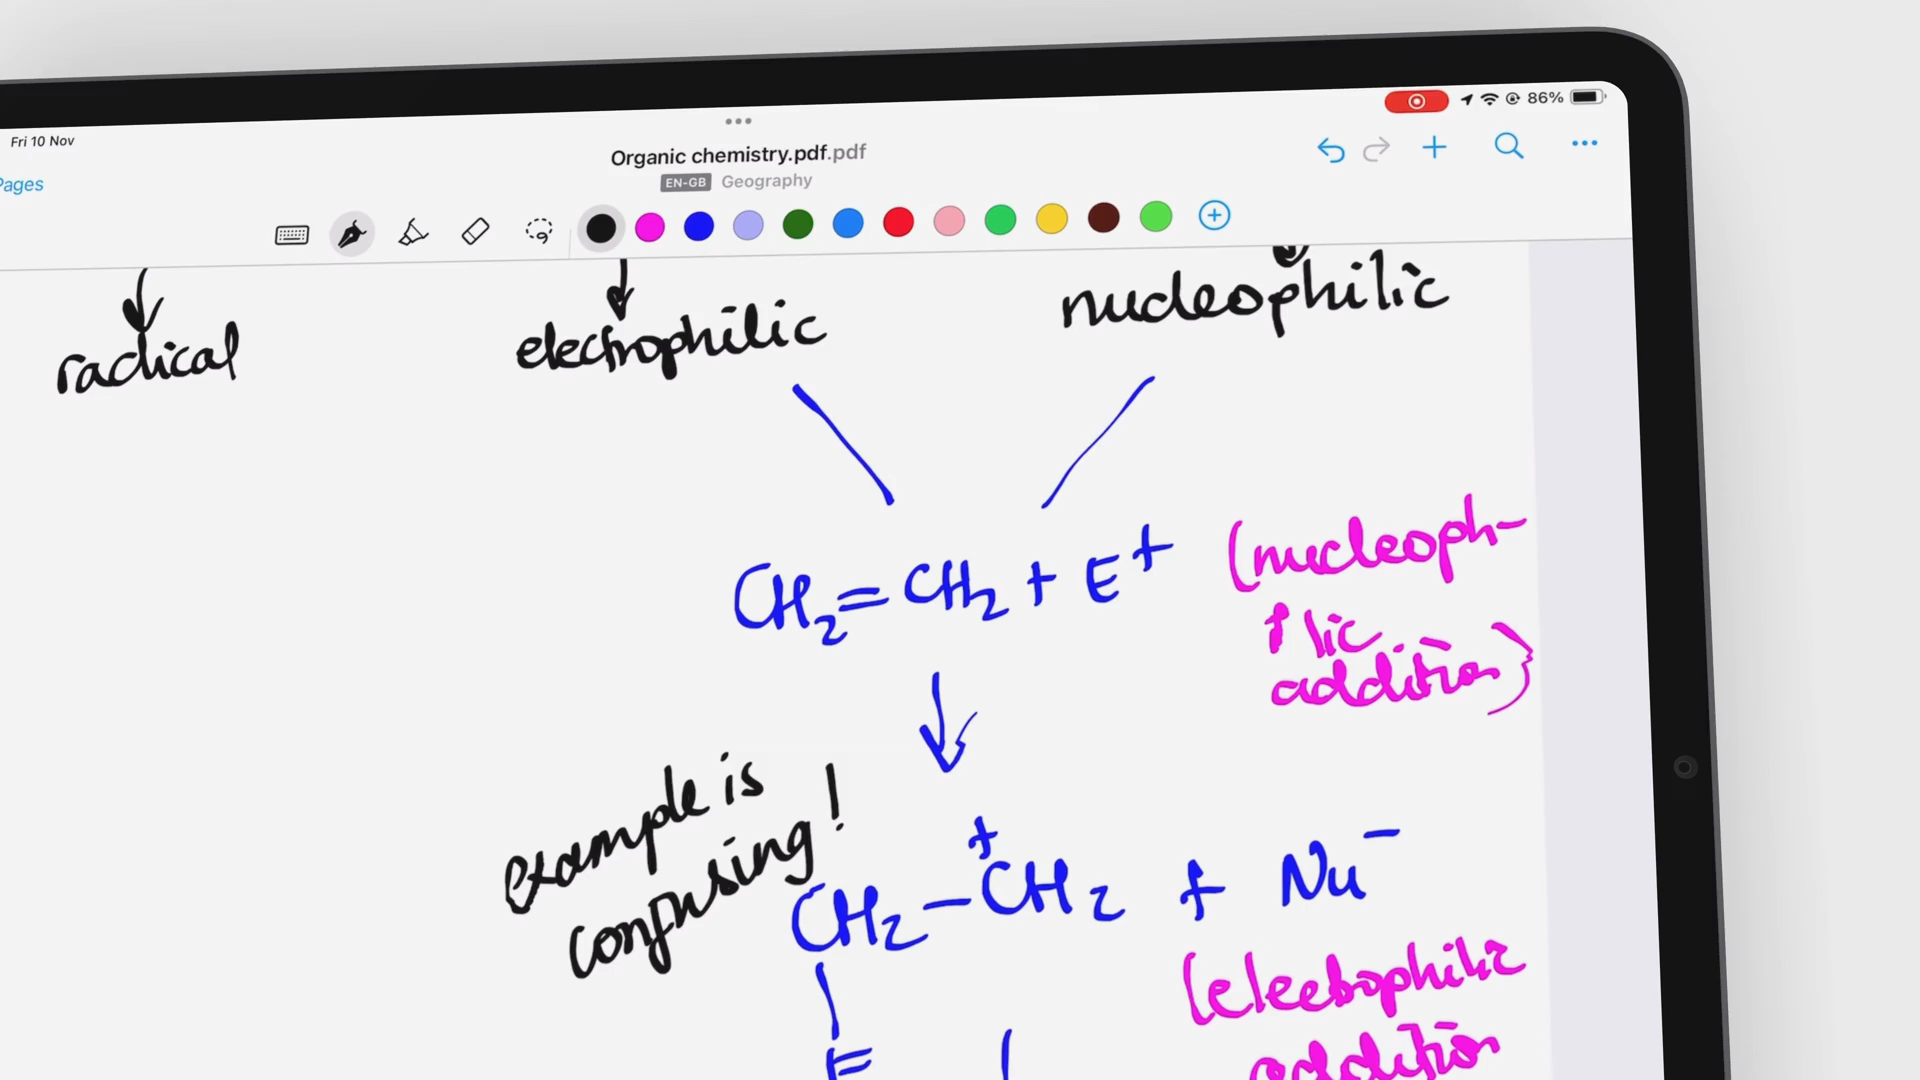 Fri 10 Nov
86%
Organic chemistry.pdf.pdf
EN-GB Geography
Pages
radical
electrophilic
nucleophilic
CH2=CH2 + E+
(nucleoph-
ilic
addition)
example is
confusing!
CH2-CH2 + Nu-
+
E
(electrophilic
addition